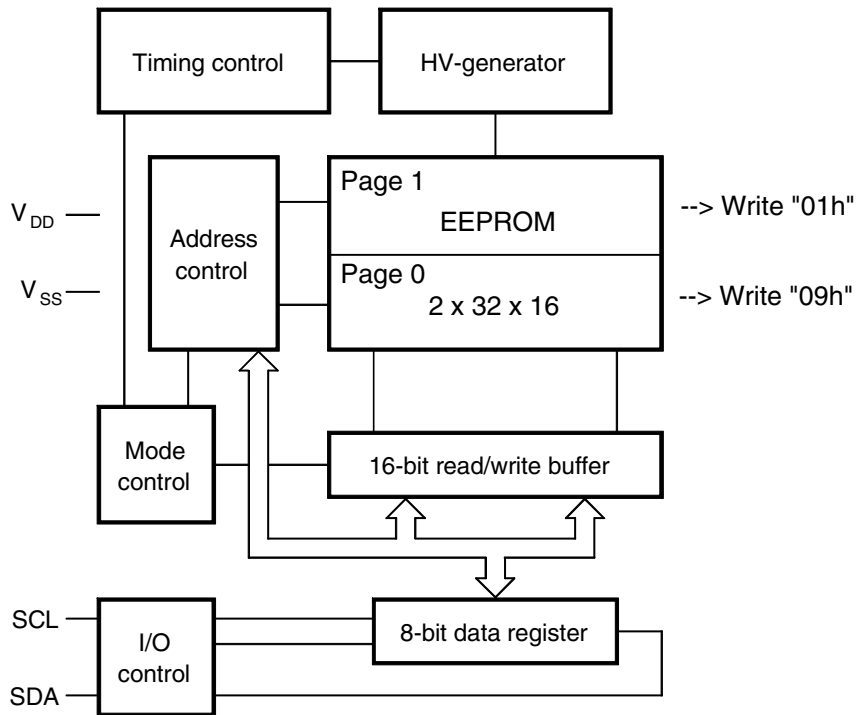 Timing control
HV-generator
Page 1
EEPROM
--> Write "01h"
V DD
Address
control
V SS
Page 0
2 x 32 x 16
--> Write "09h"
Mode
control
16-bit read/write buffer
SCL
I/O
control
8-bit data register
SDA